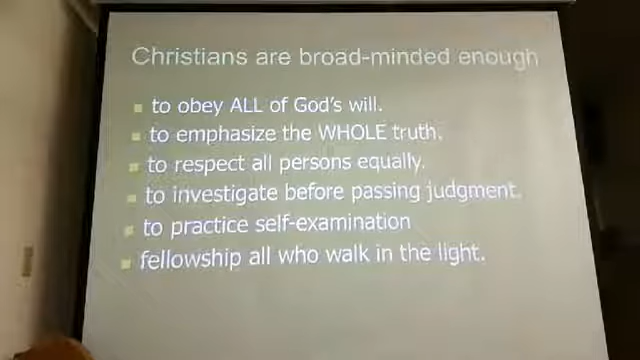 Christians are broad-minded enough
to obey ALL of God's will.
to emphasize the WHOLE truth.
to respect all persons equally.
to investigate before passing judgment.
to practice self-examination
fellowship all who walk in the light.